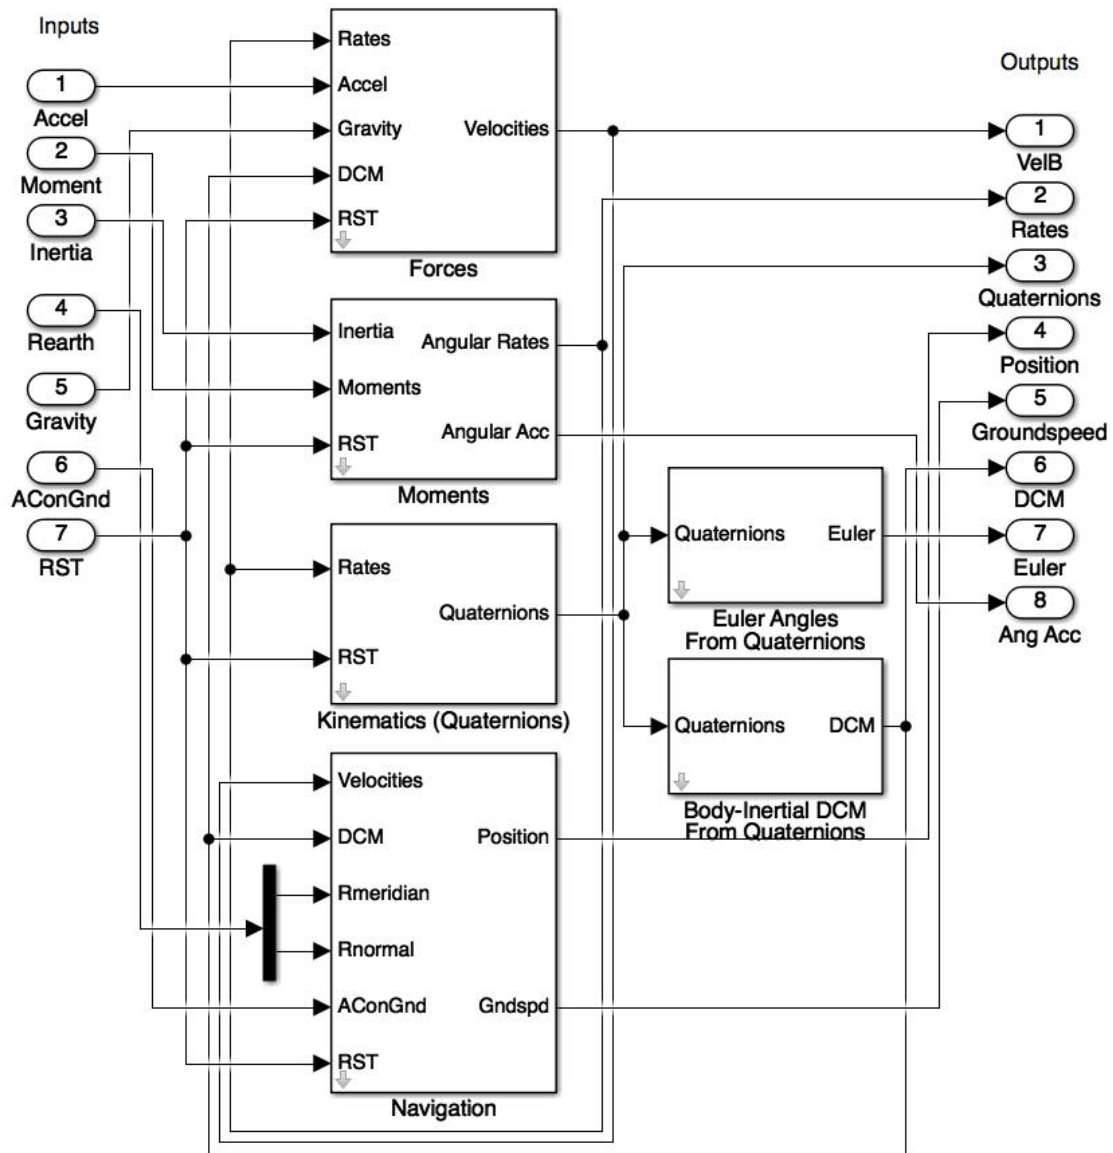 Inputs
1
Accel
2
Moment
3
Inertia
4
Rearth
5
Gravity
6
AConGnd
7
RST
Rates
Accel
Gravity
DCM
RST
Velocities
Forces
Inertia
Moments
RST
Angular Rates
Angular Acc
Moments
Rates
RST
Quaternions
Kinematics (Quaternions)
Velocities
DCM
Rmeridian
Rnormal
AConGnd
RST
Position
Gndspd
Navigation
Quaternions
Euler
Euler Angles
From Quaternions
Quaternions
DCM
Body-Inertial DCM
From Quaternions
Outputs
1
VelB
2
Rates
3
Quaternions
4
Position
5
Groundspeed
6
DCM
7
Euler
8
Ang Acc